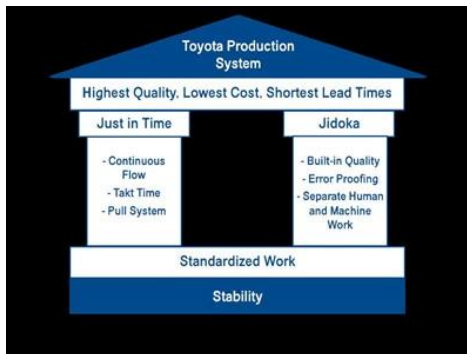 Toyota Production
System
Highest Quality, Lowest Cost, Shortest Lead Times
Just in Time
- Continuous
Flow
- Takt Time
- Pull System
Jidoka
- Built-in Quality
- Error Proofing
- Separate Human
and Machine
Work
Standardized Work
Stability